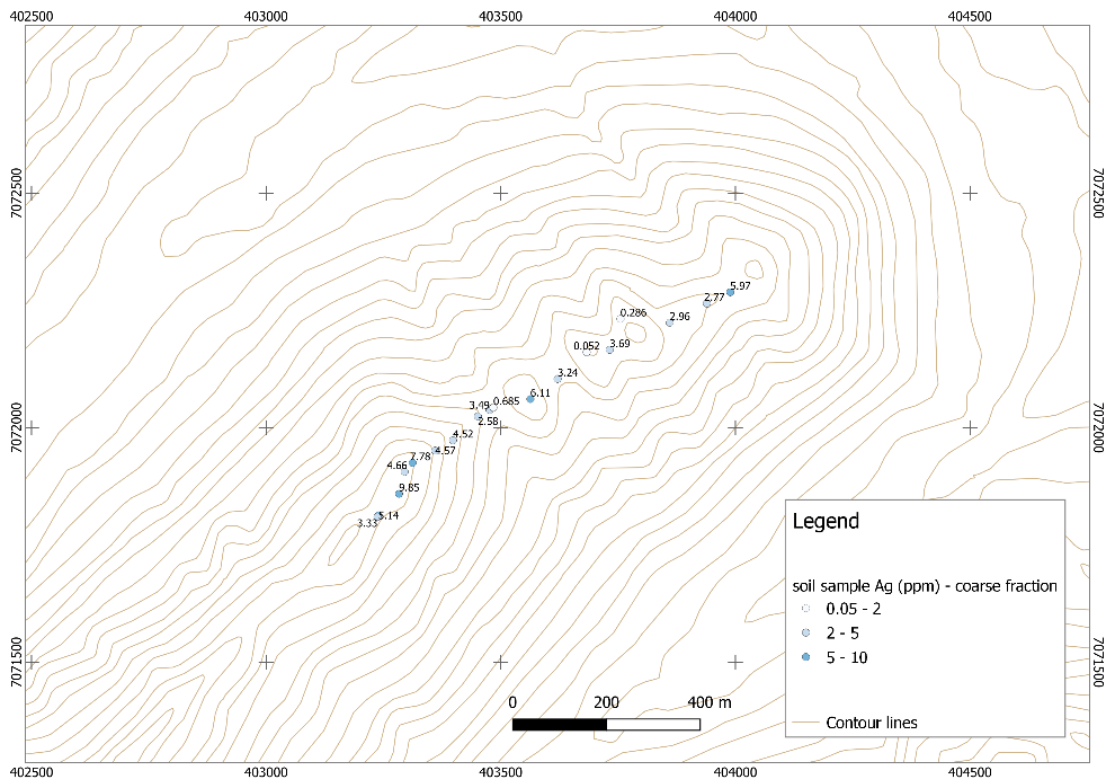 402500 403000 403500 404000 404500
7072500 7072500
5.97
2.77
0.286
2.96
0.052 3.69
3.24
6.11
3.49 0.685
2.58
7072000 7072000
4.52
4.57
7.78
4.66
9.85
5.14
3.33
Legend
soil sample Ag (ppm) - coarse fraction
0.05 - 2
2 - 5
5 - 10
Contour lines
7071500 7071500
0 200 400 m
402500 403000 403500 404000 404500